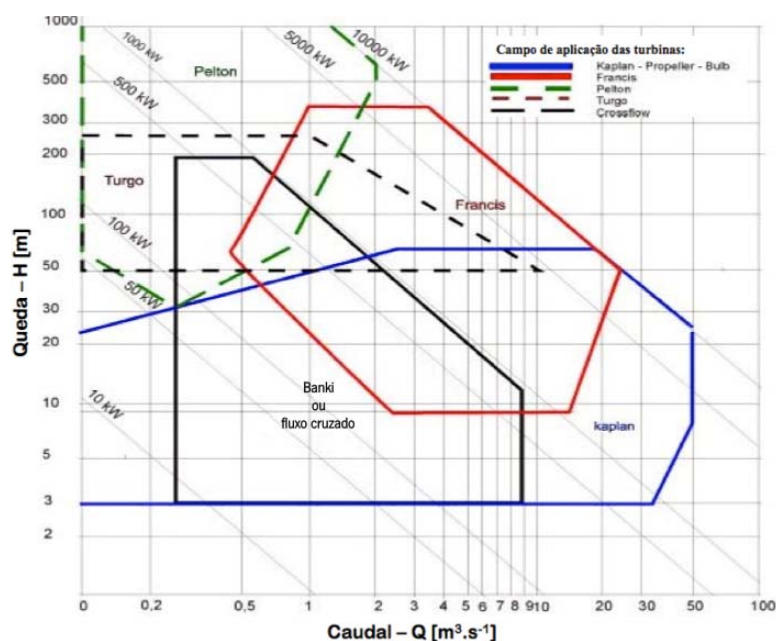 1000
500
300
200
100
50
30
20
10
5
3
2
Queda – H [m]
1000 kW
500 kW
100 kW
50 kW
10 kW
5000 kW
10000 kW
Campo de aplicação das turbinas:
Kaplan - Propeller - Bulb
Francis
Pelton
Turgo
Crossflow
Pelton
Turgo
Francis
Banki
ou
fluxo cruzado
kaplan
0 0,2 0,5 1 2 3 4 5 6 7 8 910 20 30 50 100
Caudal – Q [m³.s⁻¹]